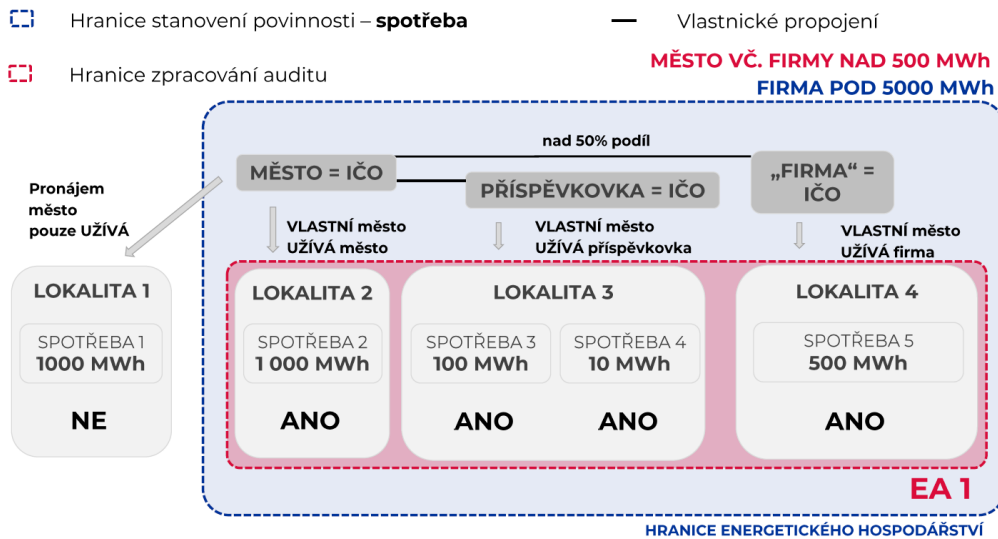 Hranice stanovení povinnosti – spotřeba
Vlastnické propojení
Hranice zpracování auditu
MĚSTO VČ. FIRMY NAD 500 MWh
FIRMA POD 5000 MWh
nad 50% podíl
MĚSTO = IČO
PŘÍSPĚVKOVKA = IČO
„FIRMA“ =
IČO
Pronájem
město
pouze UŽÍVÁ
VLASTNÍ město
UŽÍVÁ město
VLASTNÍ město
UŽÍVÁ příspěvkovka
VLASTNÍ město
UŽÍVÁ firma
LOKALITA 1
SPOTŘEBA 1
1000 MWh
NE
LOKALITA 2
SPOTŘEBA 2
1 000 MWh
ANO
LOKALITA 3
SPOTŘEBA 3
100 MWh
ANO
SPOTŘEBA 4
10 MWh
ANO
LOKALITA 4
SPOTŘEBA 5
500 MWh
ANO
EA 1
HRANICE ENERGETICKÉHO HOSPODÁŘSTVÍ